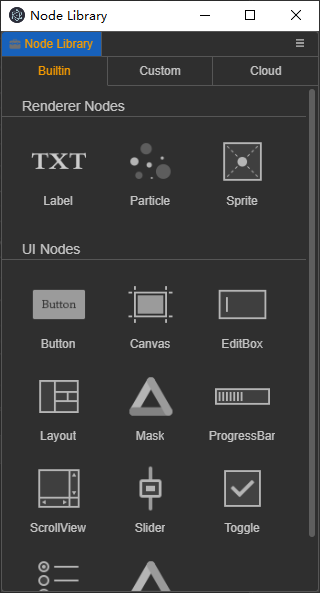 Node Library
Node Library
Builtin Custom Cloud
Renderer Nodes
TXT
Label Particle Sprite
UI Nodes
Button
Button Canvas EditBox
Layout Mask ProgressBar
ScrollView Slider Toggle